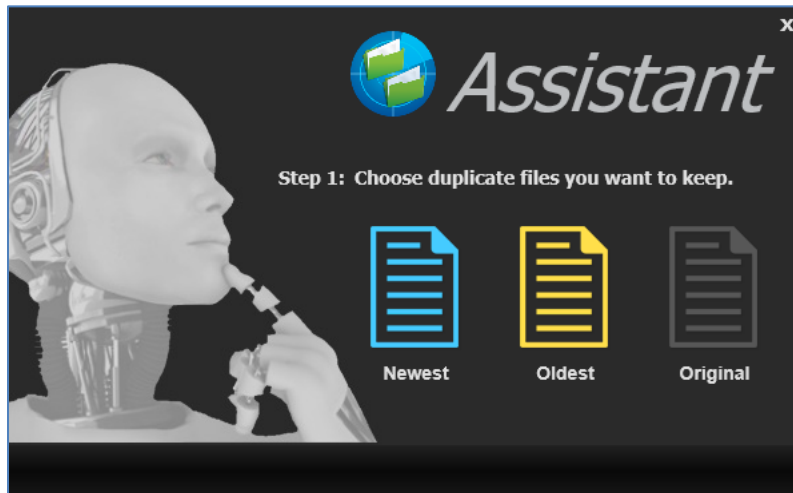 x
Assistant
Step 1: Choose duplicate files you want to keep.
Newest Oldest Original